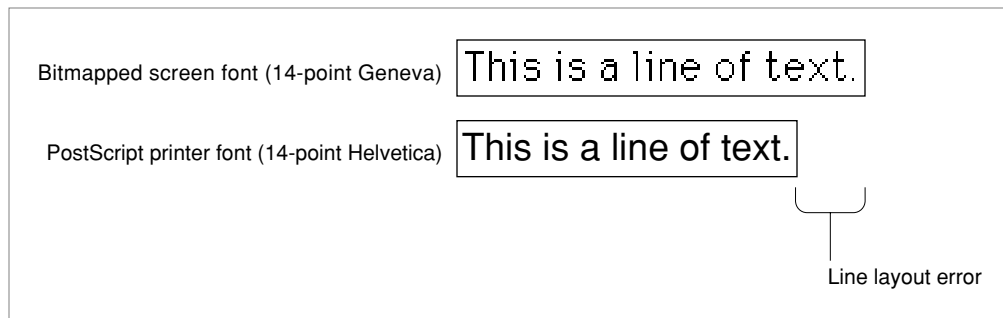 Bitmapped screen font (14-point Geneva) This is a line of text.
PostScript printer font (14-point Helvetica) This is a line of text.
Line layout error